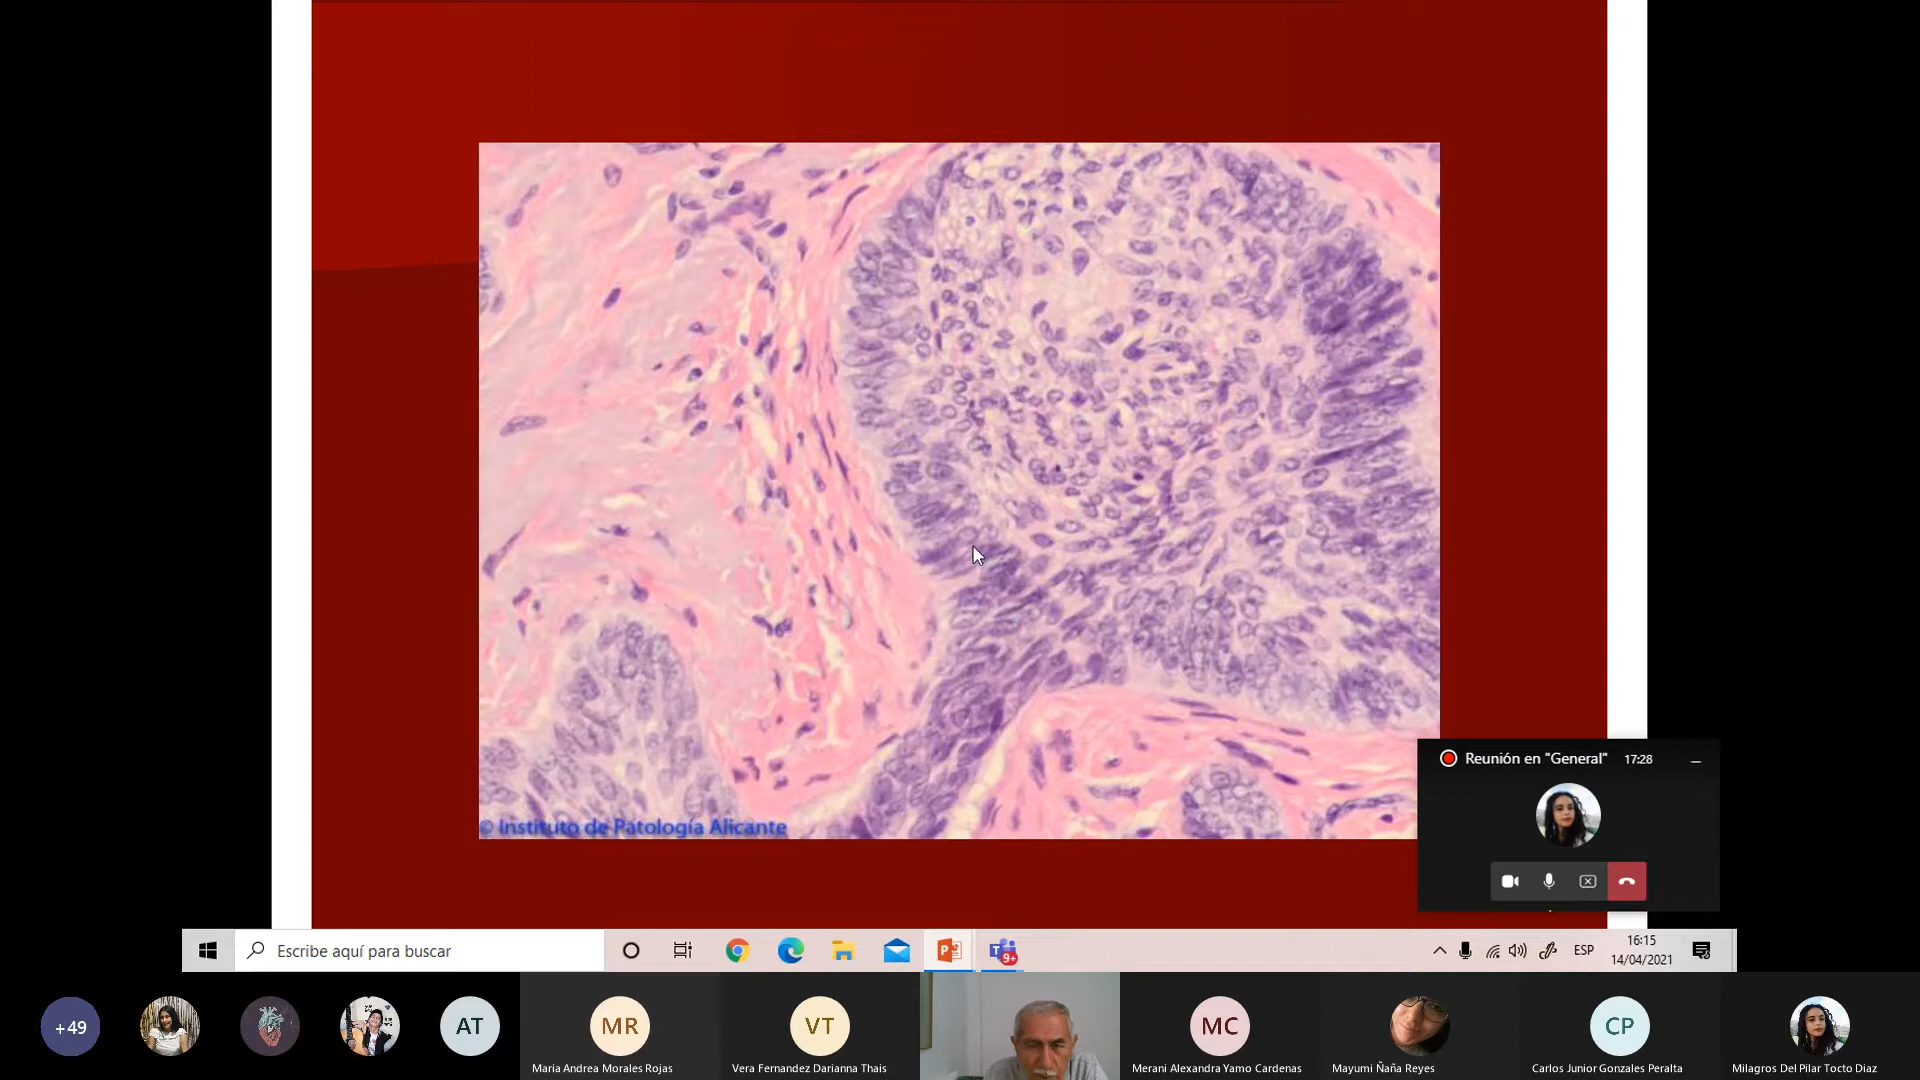 © Instituto de Patología Alicante
Reunión en "General" 17:28
Escribe aquí para buscar
9+
ESP
16:15
14/04/2021
+49
AT
MR
Maria Andrea Morales Rojas
VT
Vera Fernandez Darianna Thais
MC
Merani Alexandra Yamo Cardenas
Mayumi Ñaña Reyes
CP
Carlos Junior Gonzales Peralta
Milagros Del Pilar Tocto Diaz